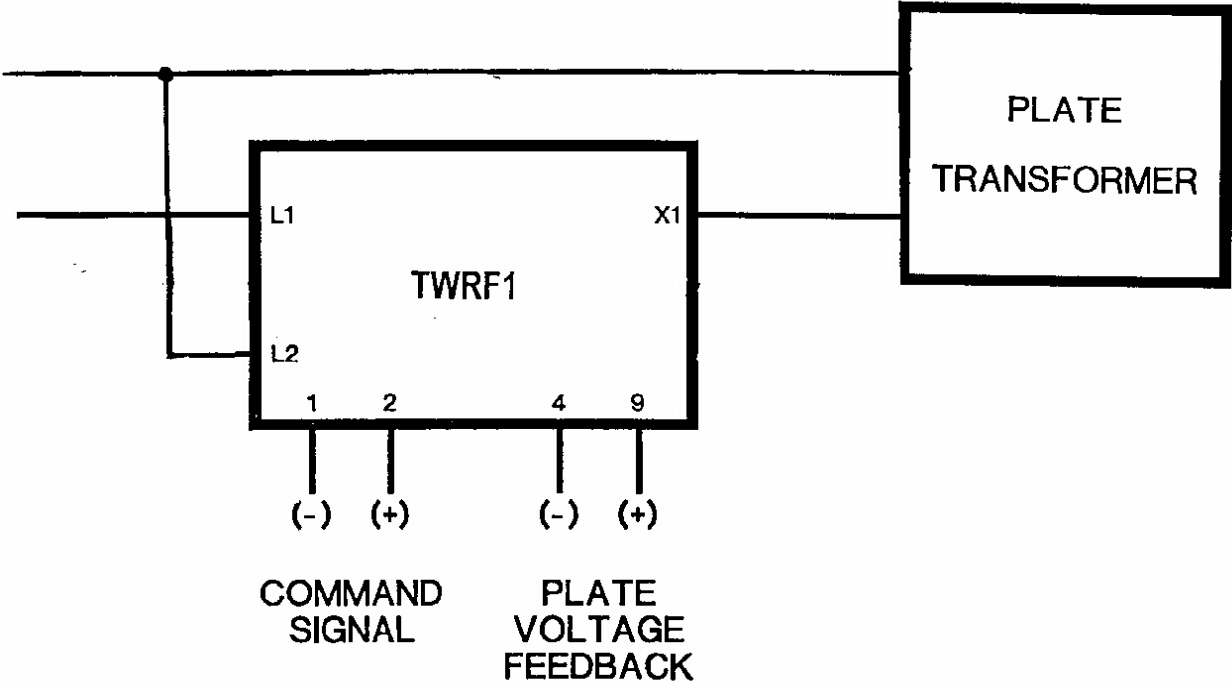 PLATE
TRANSFORMER
L1
X1
TWRF1
L2
1 2 4 9
(-) (+) (-) (+)
COMMAND
SIGNAL
PLATE
VOLTAGE
FEEDBACK